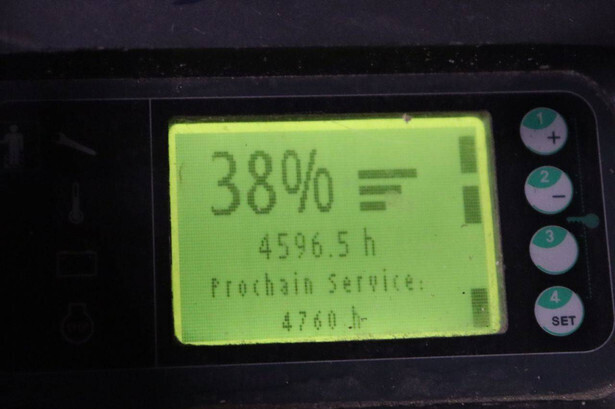 38%
4596.5 h
Prochain Service:
4760 h
1
+
2
−
3
4
SET